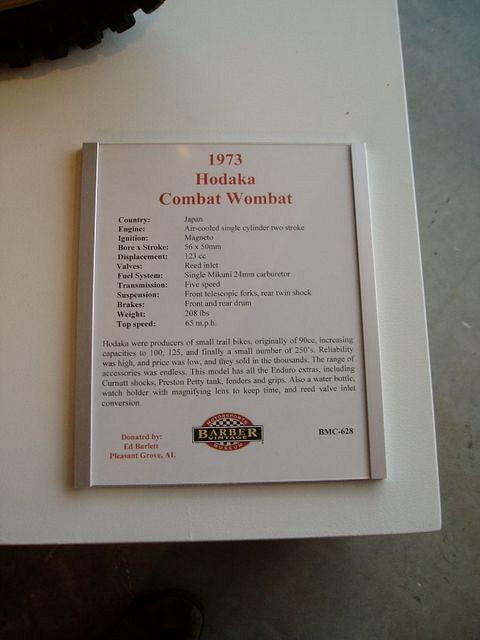 1973
Hodaka
Combat Wombat
Country: Japan
Engine: Air-cooled single cylinder two stroke
Ignition: Magneto
Bore x Stroke: 56 x 50mm
Displacement: 123 cc
Valves: Reed inlet
Fuel System: Single Mikuni 24mm carburetor
Transmission: Five speed
Suspension: Front telescopic forks, rear twin shock
Brakes: Front and rear drum
Weight: 208 lbs
Top speed: 65 m.p.h.
Hodaka were producers of small trail bikes, originally of 90cc, increasing
capacities to 100, 125, and finally a small number of 250's. Reliability
was high, and price was low, and they sold in the thousands. The range of
accessories was endless. This model has all the Enduro extras, including
Curnutt shocks, Preston Petty tank, fenders and grips. Also a water bottle,
watch holder with magnifying lens to keep time, and reed valve inlet
conversion.
Donated by:
Ed Barlett
Pleasant Grove, AL
MOTORSPORTS
BARBER
VINTAGE
MUSEUM
BMC-628